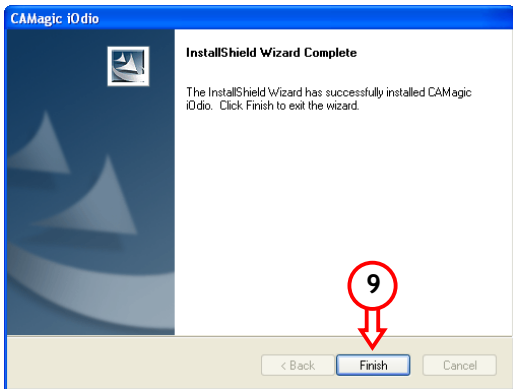 CAMagic iOdio
InstallShield Wizard Complete
The InstallShield Wizard has successfully installed CAMagic
iOdio. Click Finish to exit the wizard.
9
< Back Finish Cancel